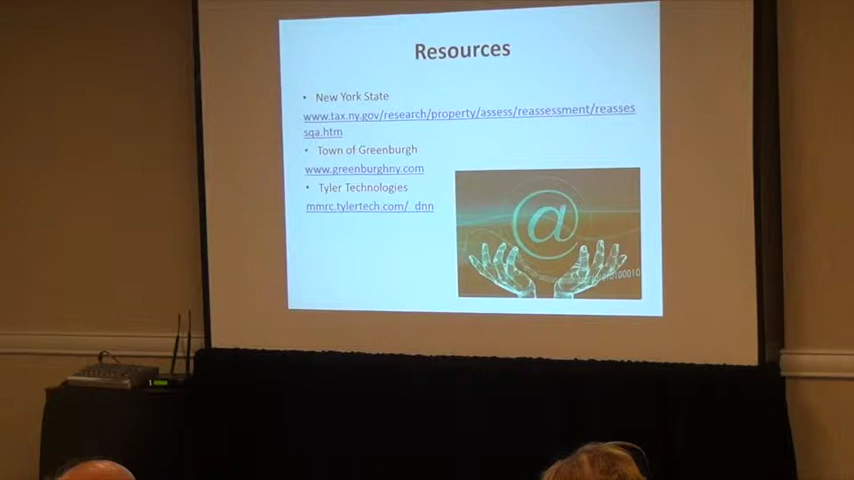 Resources
• New York State
www.tax.ny.gov/research/property/assess/reassessment/reasses
sqa.htm
• Town of Greenburgh
www.greenburghny.com
• Tyler Technologies
mmrc.tylertech.com/_dnn
@